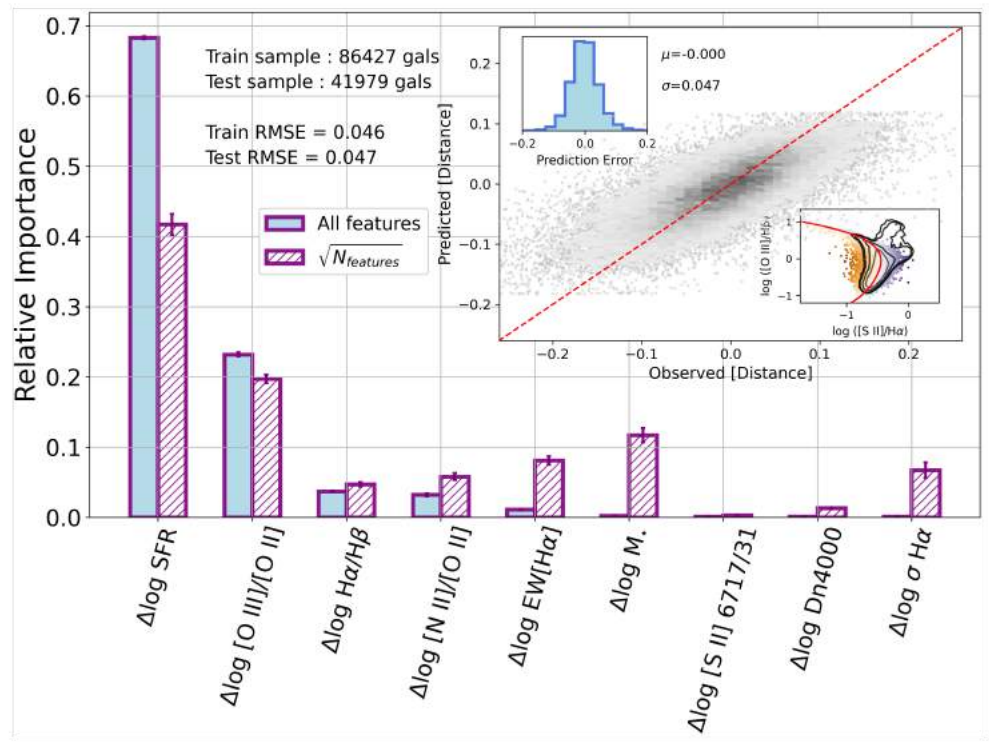 Relative Importance
0.7
0.6
0.5
0.4
0.3
0.2
0.1
0.0
Train sample : 86427 gals
Test sample : 41979 gals
Train RMSE = 0.046
Test RMSE = 0.047
All features
√N_features
Δlog SFR
Δlog [O III]/[O II]
Δlog Hα/Hβ
Δlog [N II]/[O II]
Δlog EW[Hα]
Δlog M.
Δlog [S II] 6717/31
Δlog Dn4000
Δlog σ Hα
Predicted [Distance]
0.2
0.1
0.0
−0.1
−0.2
−0.2
−0.1
0.0
0.1
0.2
Observed [Distance]
μ=-0.000
σ=0.047
−0.2
0.0
0.2
Prediction Error
log ([O III]/Hβ)
1
0
−1
−1
0
log ([S II]/Hα)